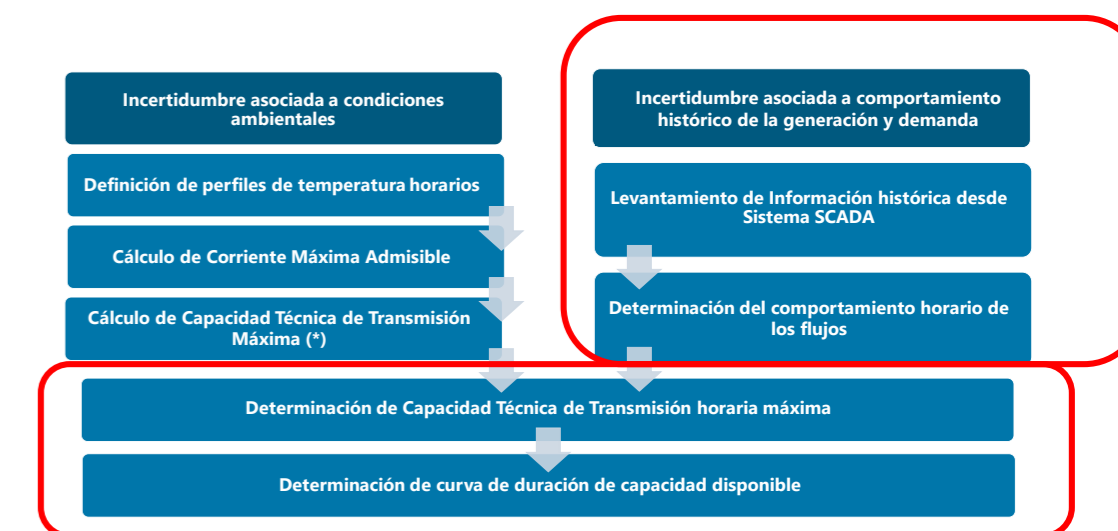 Incertidumbre asociada a condiciones
ambientales
Definición de perfiles de temperatura horarios
Cálculo de Corriente Máxima Admisible
Cálculo de Capacidad Técnica de Transmisión
Máxima (*)
Incertidumbre asociada a comportamiento
histórico de la generación y demanda
Levantamiento de Información histórica desde
Sistema SCADA
Determinación del comportamiento horario de
los flujos
Determinación de Capacidad Técnica de Transmisión horaria máxima
Determinación de curva de duración de capacidad disponible